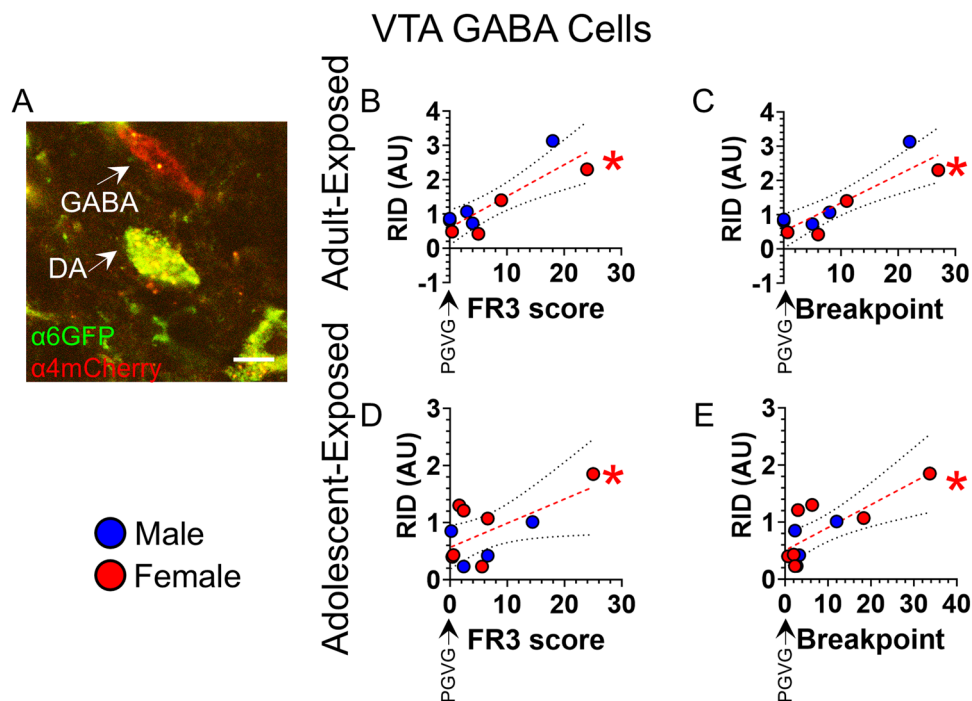 VTA GABA Cells
A
GABA
DA
α6GFP
α4mCherry
Male
Female
Adult-Exposed
B
RID (AU)
4
3
2
1
0
-1
0 10 20 30
PGVG
FR3 score
*
C
RID (AU)
4
3
2
1
0
-1
0 10 20 30
PGVG
Breakpoint
*
Adolescent-Exposed
D
RID (AU)
3
2
1
0
0 10 20 30
PGVG
FR3 score
*
E
RID (AU)
3
2
1
0
0 10 20 30 40
PGVG
Breakpoint
*